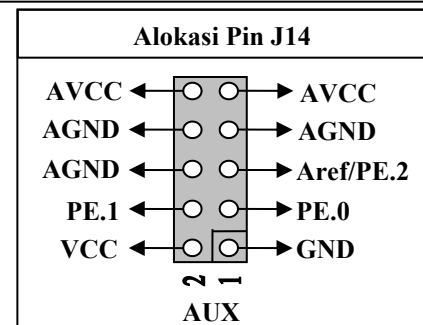 Alokasi Pin J14
AVCC AVCC
AGND AGND
AGND Aref/PE.2
PE.1 PE.0
VCC GND
2 1
AUX